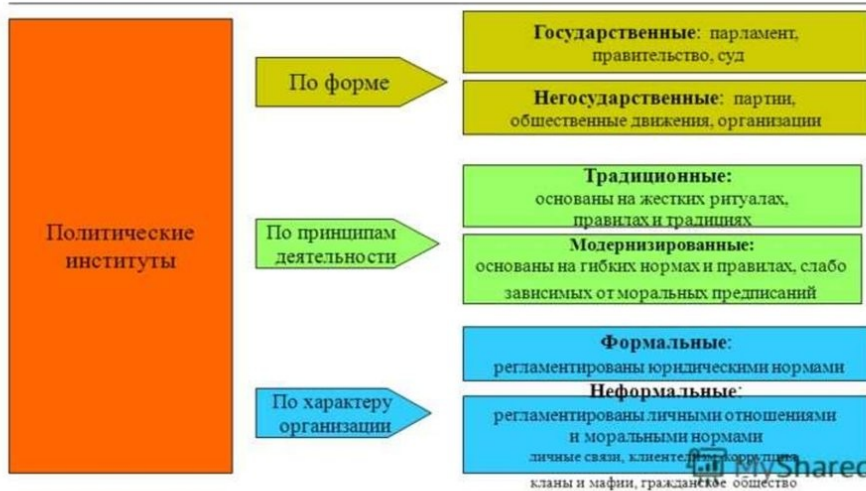 Политические
институты
По форме
Государственные: парламент,
правительство, суд
Негосударственные: партии,
общественные движения, организации
По принципам
деятельности
Традиционные:
основаны на жестких ритуалах,
правилах и традициях
Модернизированные:
основаны на гибких нормах и правилах, слабо
зависимых от моральных предписаний
По характеру
организации
Формальные:
регламентированы юридическими нормами
Неформальные:
регламентированы личными отношениями
и моральными нормами
личные связи, клиентелизм, коррупция,
кланы и мафии, гражданское общество
MyShared